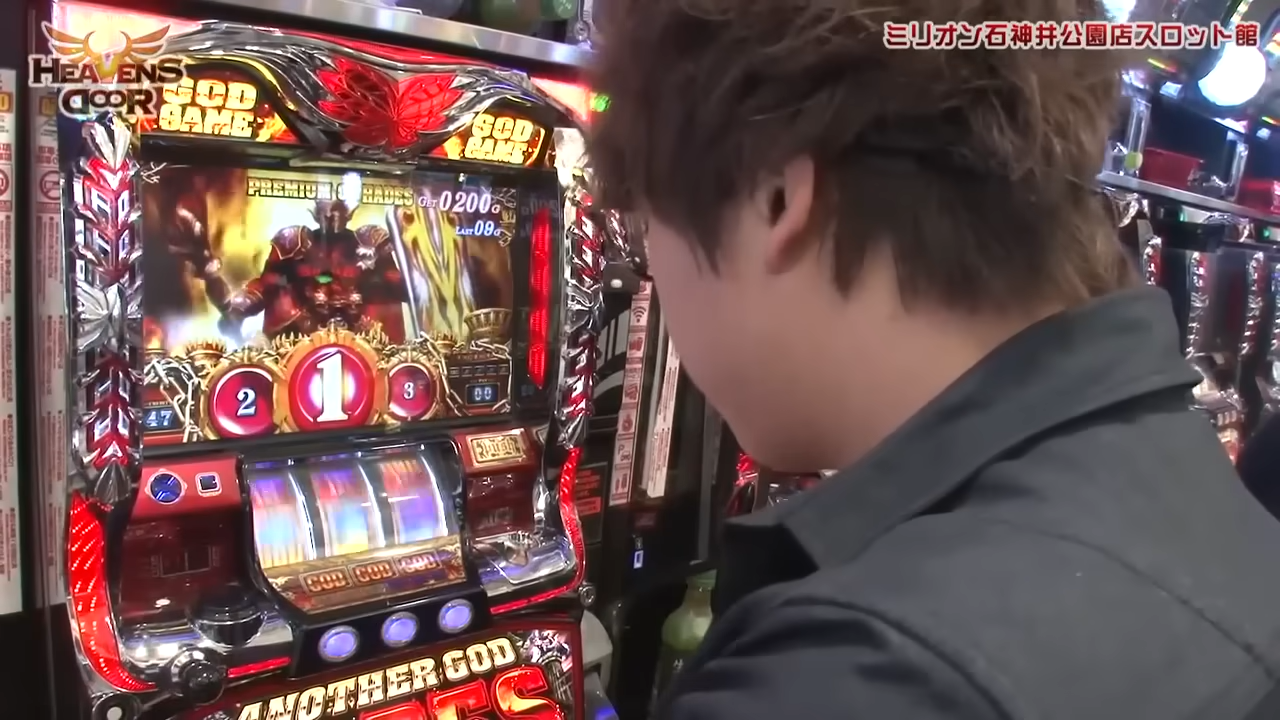 HEAVENS
DOOR
ミリオン石神井公園店スロット館
GOD
GAME
GOD
GAME
PREMIUM HADES
GET 0200G
LAST 09G
2
1
3
47
00
Push
GOD GOD GOD
ANOTHER GOD